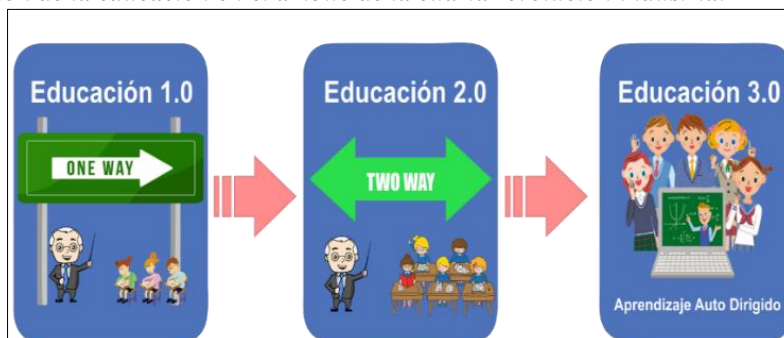 Educación 1.0
ONE WAY
Educación 2.0
TWO WAY
Educación 3.0
Aprendizaje Auto Dirigido